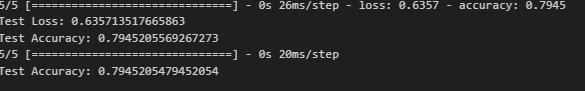 5/5 [==============================] - 0s 26ms/step - loss: 0.6357 - accuracy: 0.7945
Test Loss: 0.635713517665863
Test Accuracy: 0.7945205569267273
5/5 [==============================] - 0s 20ms/step
Test Accuracy: 0.7945205479452054